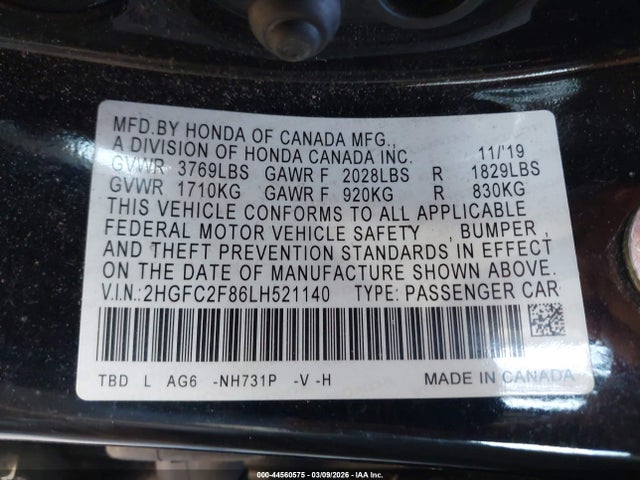 MFD.BY HONDA OF CANADA MFG.,
A DIVISION OF HONDA CANADA INC. 11/'19
GVWR 3769LBS GAWR F 2028LBS R 1829LBS
GVWR 1710KG GAWR F 920KG R 830KG
THIS VEHICLE CONFORMS TO ALL APPLICABLE
FEDERAL MOTOR VEHICLE SAFETY , BUMPER ,
AND THEFT PREVENTION STANDARDS IN EFFECT
ON THE DATE OF MANUFACTURE SHOWN ABOVE.
V.I.N.:2HGFC2F86LH521140 TYPE: PASSENGER CAR
TBD L AG6 -NH731P -V -H MADE IN CANADA
000-44560575 | 03/09/2026 | IAA Inc.